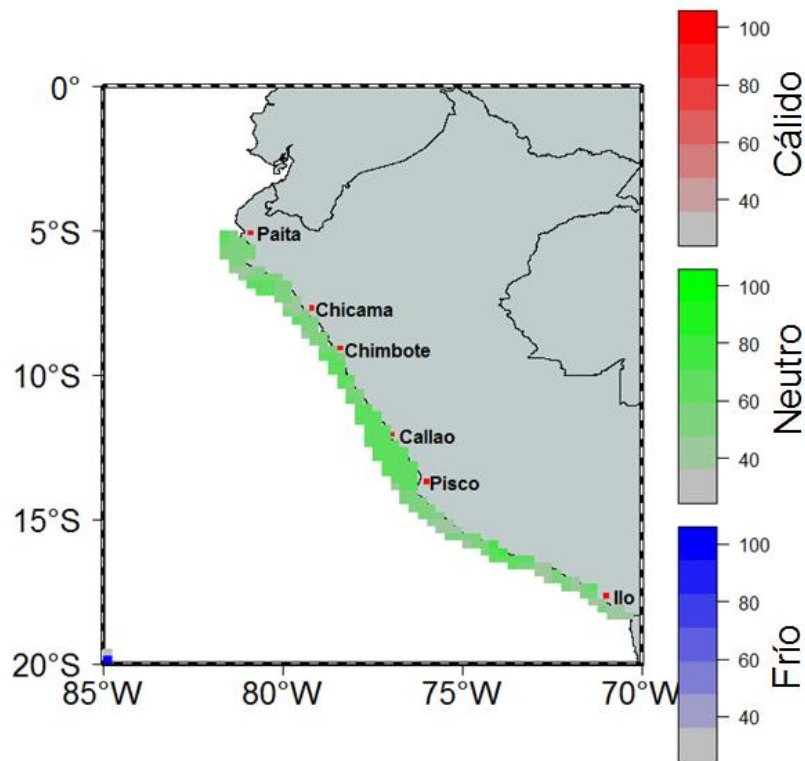 0°
5°S
10°S
15°S
20°S
85°W
80°W
75°W
70°W
Paita
Chicama
Chimbote
Callao
Pisco
Ilo
100
80
60
40
Cálido
100
80
60
40
Neutro
100
80
60
40
Frío